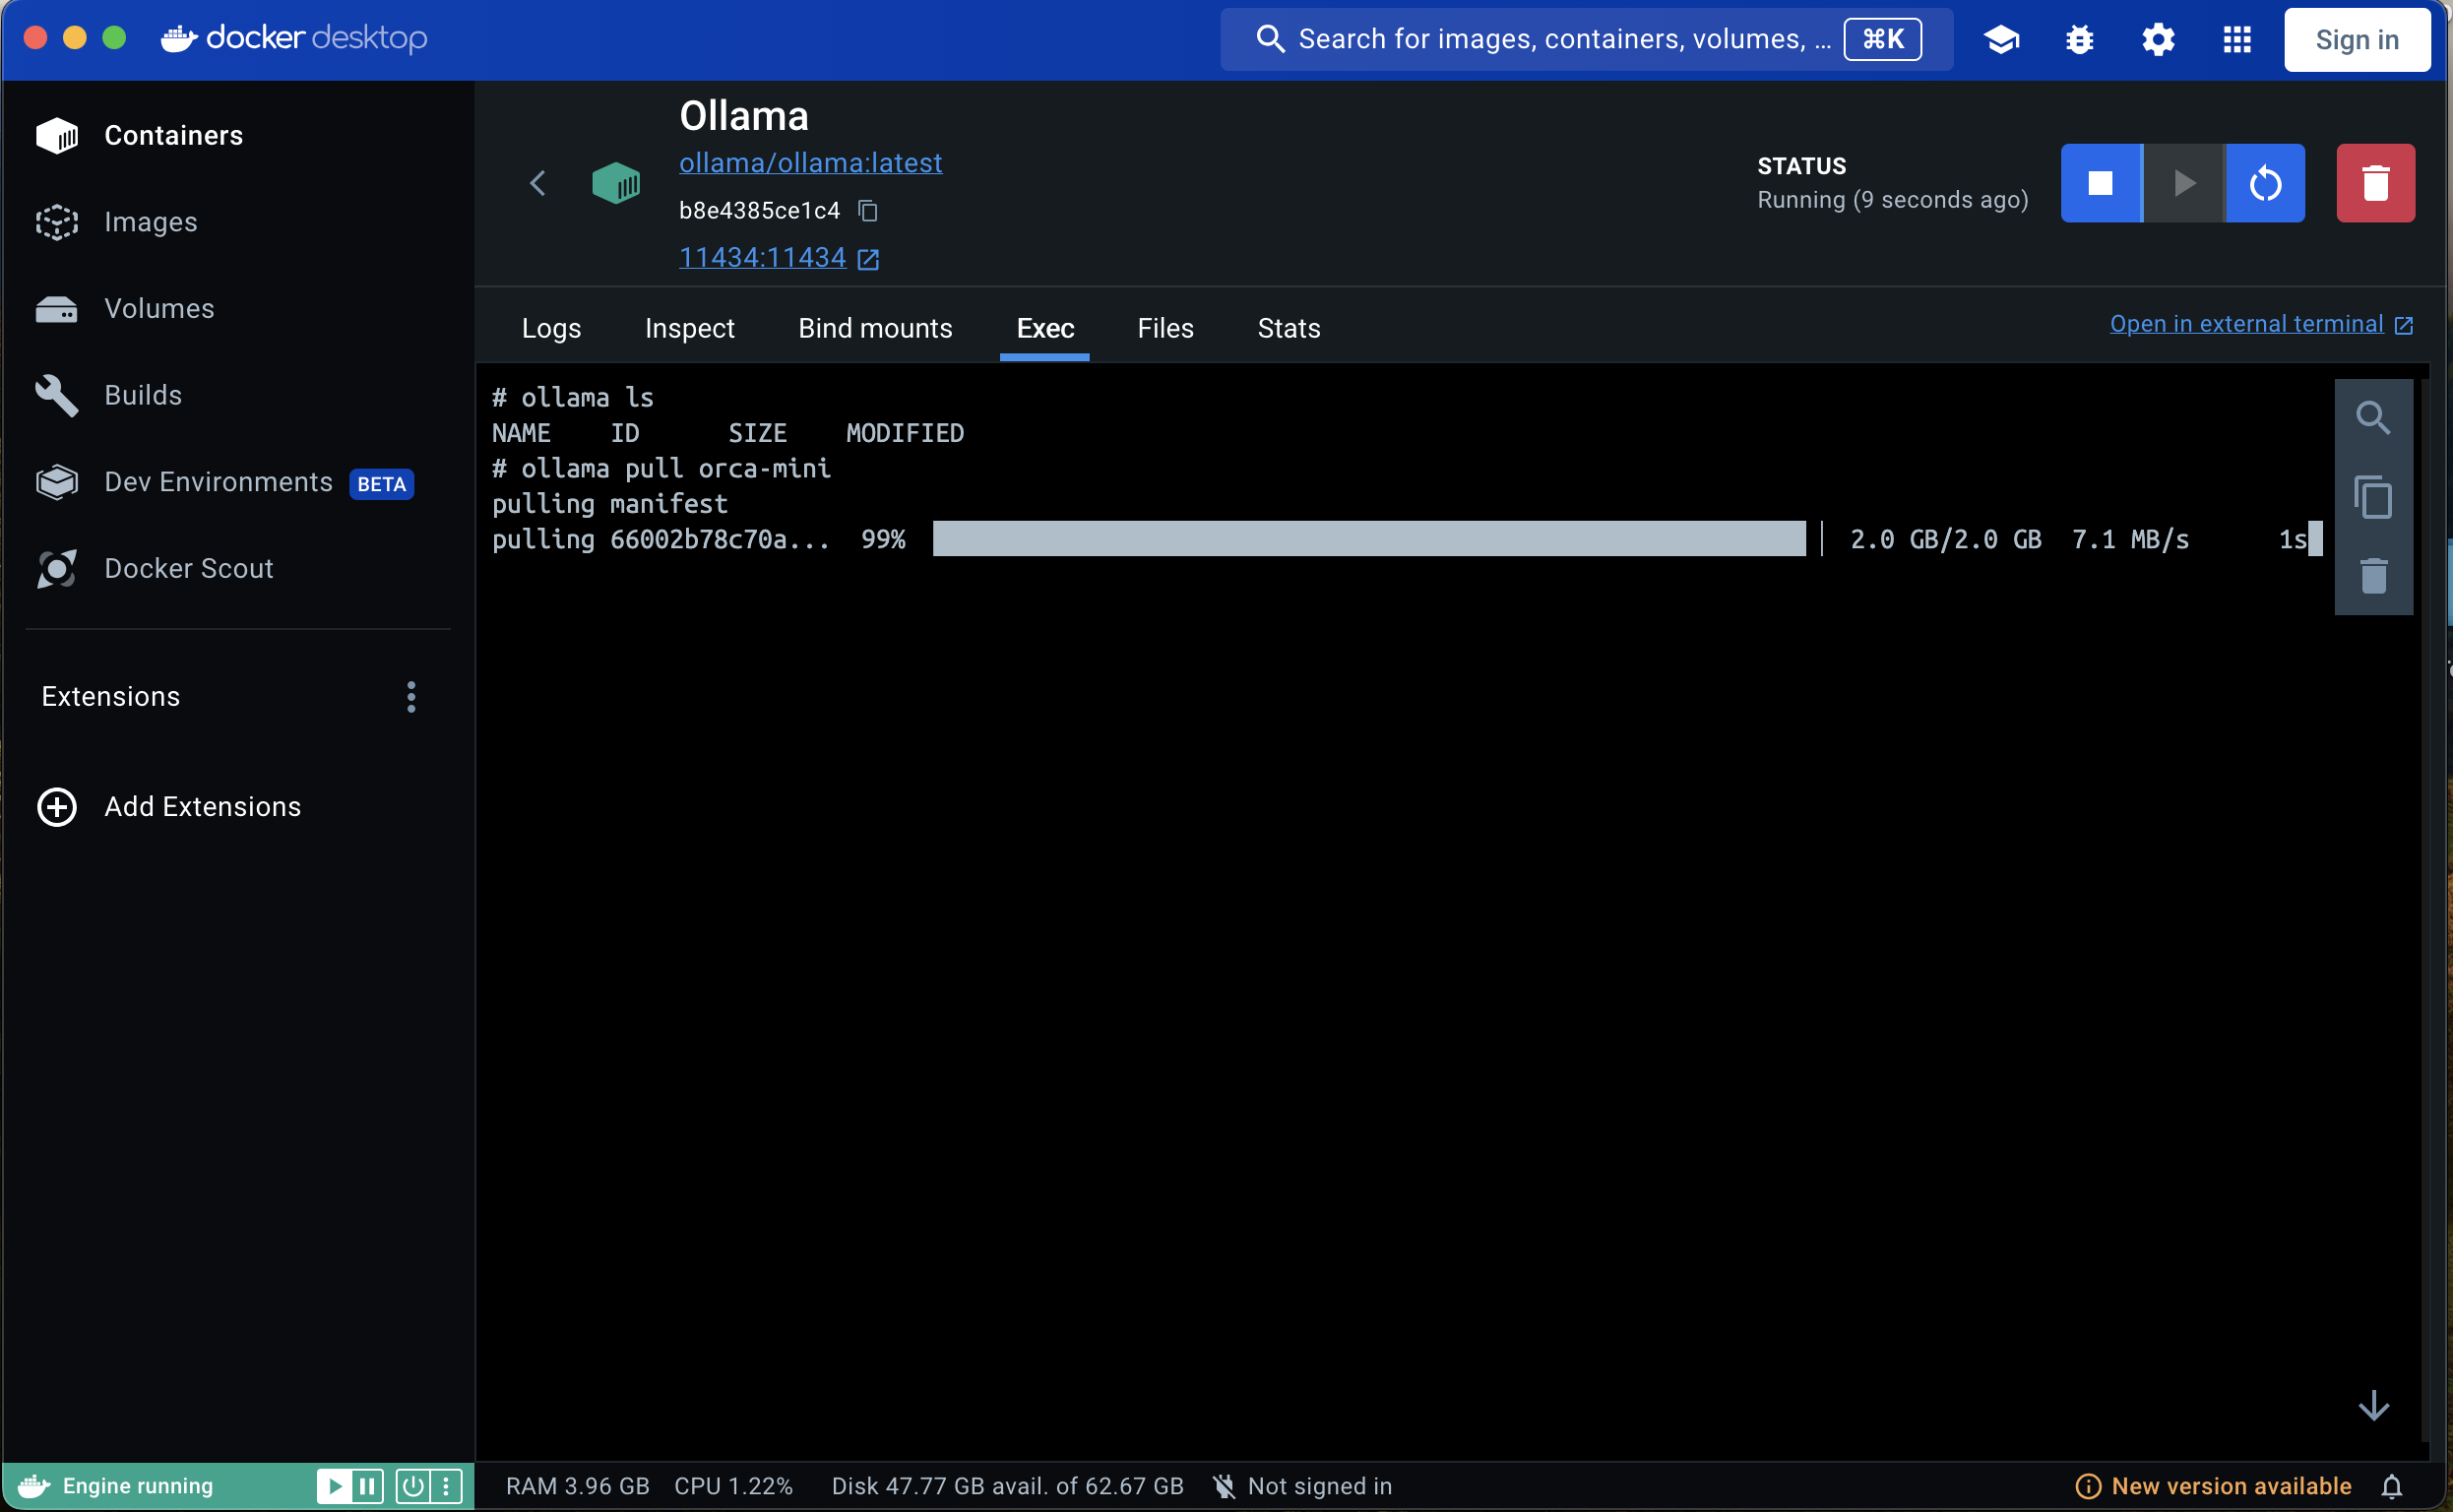 docker desktop
Search for images, containers, volumes, ... ⌘K
Sign in
Containers
Images
Volumes
Builds
Dev Environments BETA
Docker Scout
Extensions
Add Extensions
Ollama
ollama/ollama:latest
b8e4385ce1c4
11434:11434
STATUS
Running (9 seconds ago)
Logs Inspect Bind mounts Exec Files Stats
Open in external terminal
# ollama ls
NAME ID SIZE MODIFIED
# ollama pull orca-mini
pulling manifest
pulling 66002b78c70a... 99% 2.0 GB/2.0 GB 7.1 MB/s 1s
Engine running
RAM 3.96 GB CPU 1.22% Disk 47.77 GB avail. of 62.67 GB Not signed in
New version available